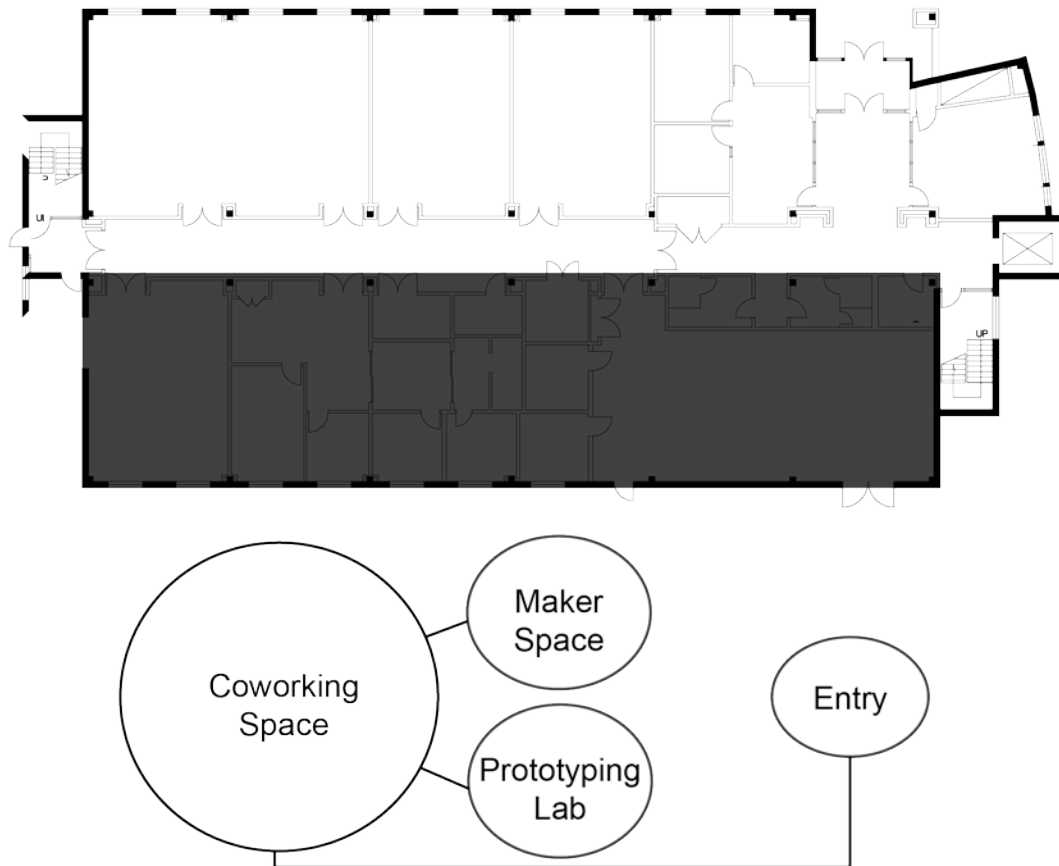 UP
Maker
Space
Coworking
Space
Entry
Prototyping
Lab